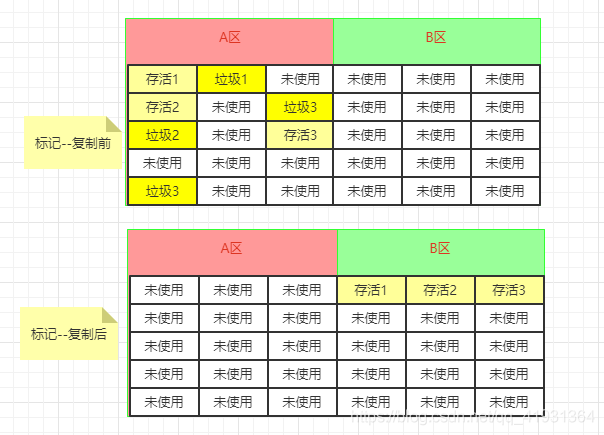 A区 B区
存活1 垃圾1 未使用 未使用 未使用 未使用
存活2 未使用 垃圾3 未使用 未使用 未使用
标记--复制前
垃圾2 未使用 存活3 未使用 未使用 未使用
未使用 未使用 未使用 未使用 未使用 未使用
垃圾3 未使用 未使用 未使用 未使用 未使用
A区 B区
未使用 未使用 未使用 存活1 存活2 存活3
未使用 未使用 未使用 未使用 未使用 未使用
标记--复制后
未使用 未使用 未使用 未使用 未使用 未使用
未使用 未使用 未使用 未使用 未使用 未使用
未使用 未使用 未使用 未使用 未使用 未使用
https://blog.csdn.net/qq_41931364